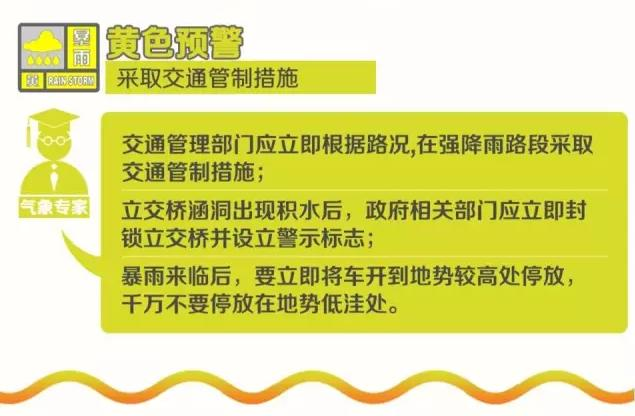 暴雨
黄 RAIN STORM
黄色预警
采取交通管制措施
气象专家
交通管理部门应立即根据路况,在强降雨路段采取
交通管制措施；
立交桥涵洞出现积水后，政府相关部门应立即封
锁立交桥并设立警示标志；
暴雨来临后，要立即将车开到地势较高处停放，
千万不要停放在地势低洼处。